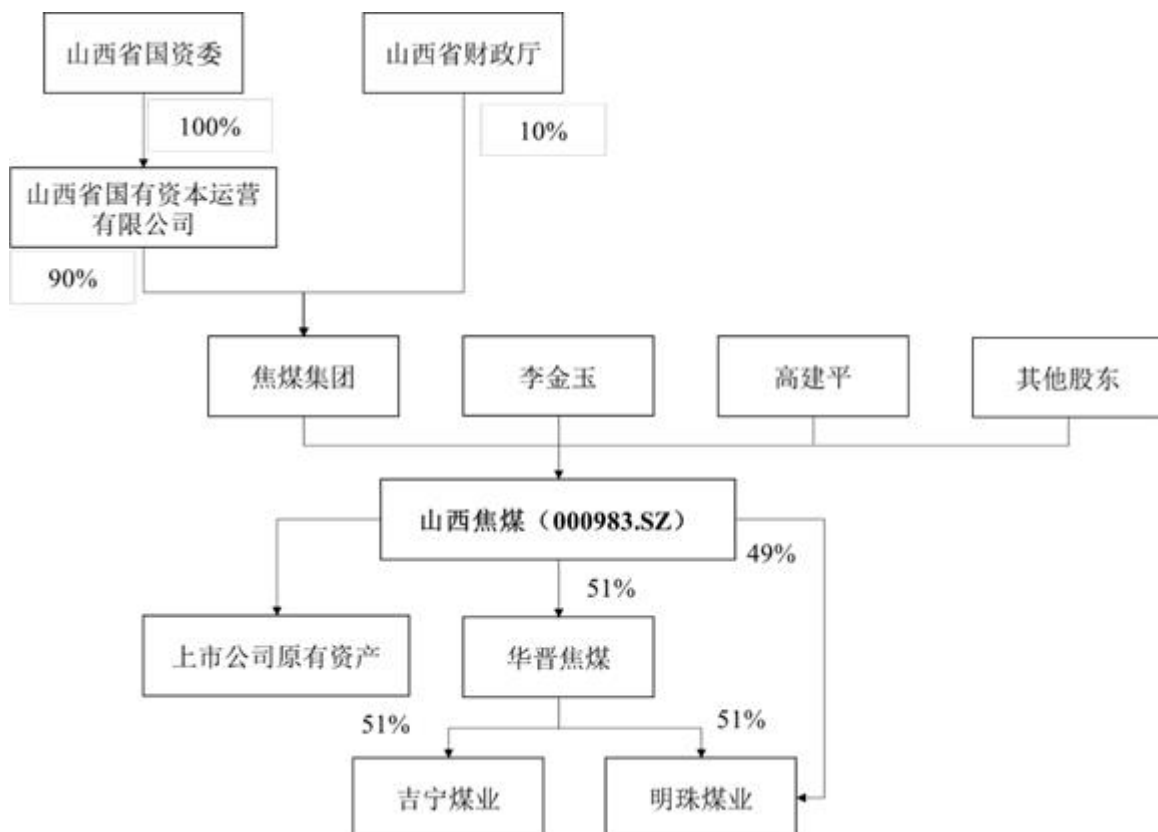 山西省国资委
山西省财政厅
100%
10%
山西省国有资本运营
有限公司
90%
焦煤集团
李金玉
高建平
其他股东
山西焦煤（000983.SZ）
49%
51%
上市公司原有资产
华晋焦煤
51%
51%
吉宁煤业
明珠煤业